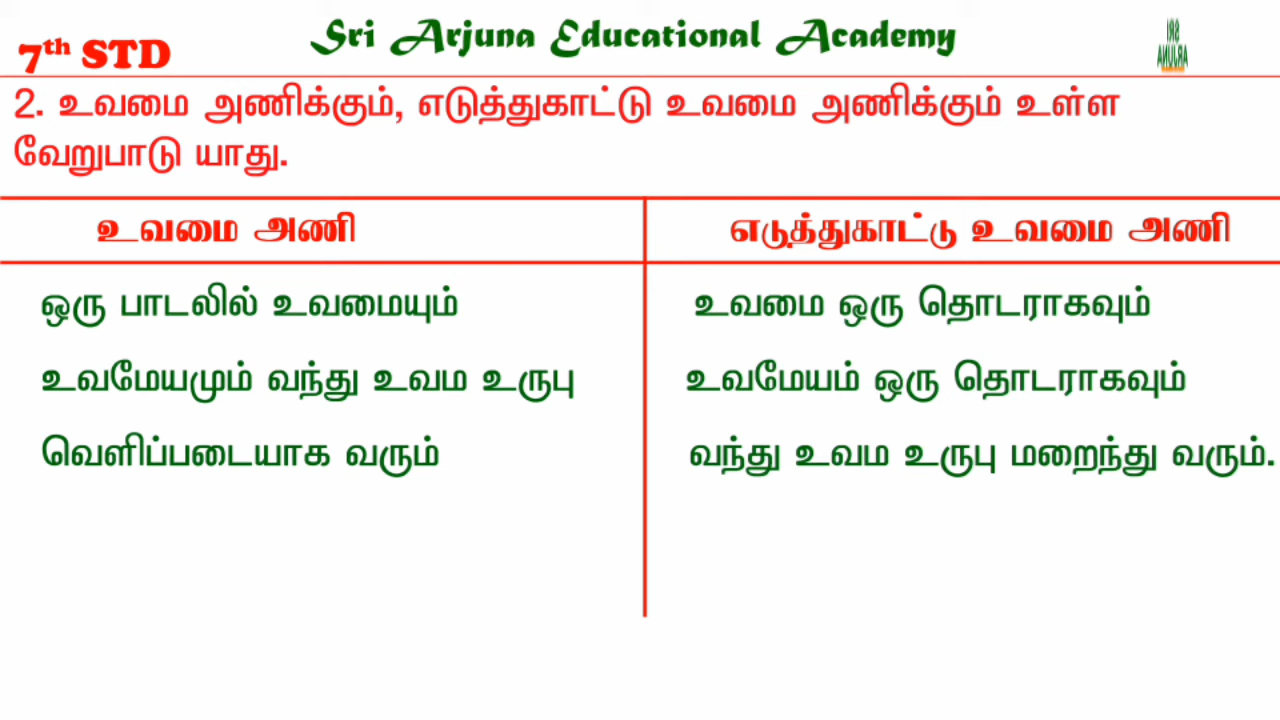 7th STD
Sri Arjuna Educational Academy
SRI
ARJUNA
2. உவமை அணிக்கும், எடுத்துகாட்டு உவமை அணிக்கும் உள்ள
வேறுபாடு யாது.
உவமை அணி
எடுத்துகாட்டு உவமை அணி
ஒரு பாடலில் உவமையும்
உவமேயமும் வந்து உவம உருபு
வெளிப்படையாக வரும்
உவமை ஒரு தொடராகவும்
உவமேயம் ஒரு தொடராகவும்
வந்து உவம உருபு மறைந்து வரும்.